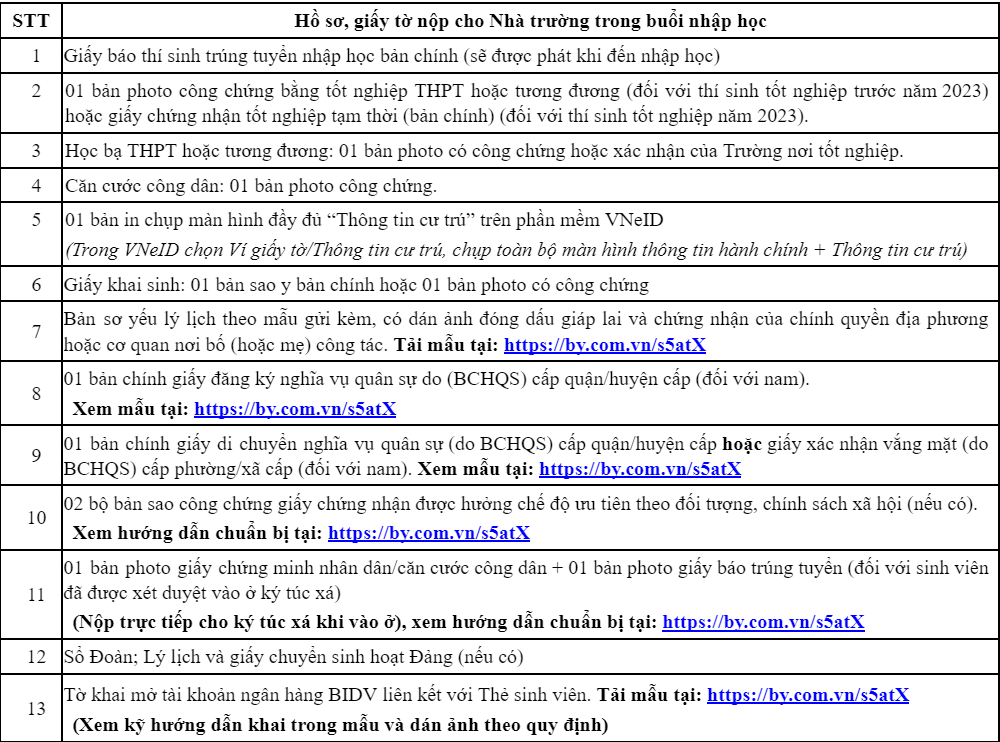 STT Hồ sơ, giấy tờ nộp cho Nhà trường trong buổi nhập học
1 Giấy báo thí sinh trúng tuyển nhập học bản chính (sẽ được phát khi đến nhập học)
2 01 bản photo công chứng bằng tốt nghiệp THPT hoặc tương đương (đối với thí sinh tốt nghiệp trước năm 2023)
hoặc giấy chứng nhận tốt nghiệp tạm thời (bản chính) (đối với thí sinh tốt nghiệp năm 2023).
3 Học bạ THPT hoặc tương đương: 01 bản photo có công chứng hoặc xác nhận của Trường nơi tốt nghiệp.
4 Căn cước công dân: 01 bản photo công chứng.
5 01 bản in chụp màn hình đầy đủ “Thông tin cư trú” trên phần mềm VNeID
(Trong VNeID chọn Ví giấy tờ/Thông tin cư trú, chụp toàn bộ màn hình thông tin hành chính + Thông tin cư trú)
6 Giấy khai sinh: 01 bản sao y bản chính hoặc 01 bản photo có công chứng
7 Bản sơ yếu lý lịch theo mẫu gửi kèm, có dán ảnh đóng dấu giáp lai và chứng nhận của chính quyền địa phương
hoặc cơ quan nơi bố (hoặc mẹ) công tác. Tải mẫu tại: https://by.com.vn/s5atX
8 01 bản chính giấy đăng ký nghĩa vụ quân sự do (BCHQS) cấp quận/huyện cấp (đối với nam).
Xem mẫu tại: https://by.com.vn/s5atX
9 01 bản chính giấy di chuyển nghĩa vụ quân sự (do BCHQS) cấp quận/huyện cấp hoặc giấy xác nhận vắng mặt (do
BCHQS) cấp phường/xã cấp (đối với nam). Xem mẫu tại: https://by.com.vn/s5atX
10 02 bộ bản sao công chứng giấy chứng nhận được hưởng chế độ ưu tiên theo đối tượng, chính sách xã hội (nếu có).
Xem hướng dẫn chuẩn bị tại: https://by.com.vn/s5atX
11 01 bản photo giấy chứng minh nhân dân/căn cước công dân + 01 bản photo giấy báo trúng tuyển (đối với sinh viên
đã được xét duyệt vào ở ký túc xá)
(Nộp trực tiếp cho ký túc xá khi vào ở), xem hướng dẫn chuẩn bị tại: https://by.com.vn/s5atX
12 Sổ Đoàn; Lý lịch và giấy chuyển sinh hoạt Đảng (nếu có)
13 Tờ khai mở tài khoản ngân hàng BIDV liên kết với Thẻ sinh viên. Tải mẫu tại: https://by.com.vn/s5atX
(Xem kỹ hướng dẫn khai trong mẫu và dán ảnh theo quy định)